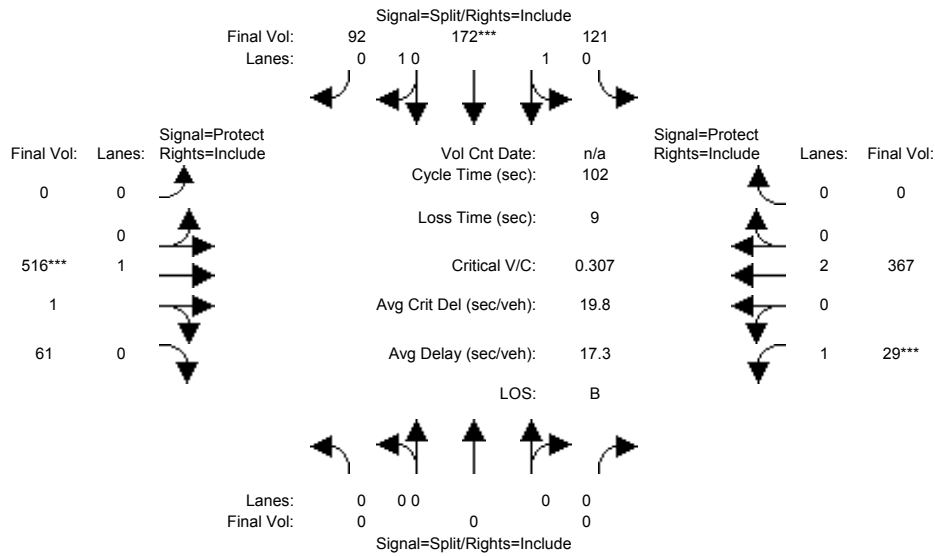 Signal=Split/Rights=Include
Final Vol: 92 172*** 121
Lanes: 0 1 0 1 0
Signal=Protect
Final Vol: Lanes: Rights=Include
Vol Cnt Date: n/a
Signal=Protect
Rights=Include Lanes: Final Vol:
Cycle Time (sec): 102
0 0
0 0
Loss Time (sec): 9
0
0
516*** 1
Critical V/C: 0.307
2 367
1
Avg Crit Del (sec/veh): 19.8
0
61 0
Avg Delay (sec/veh): 17.3
1 29***
LOS: B
Lanes: 0 0 0 0 0
Final Vol: 0 0 0
Signal=Split/Rights=Include